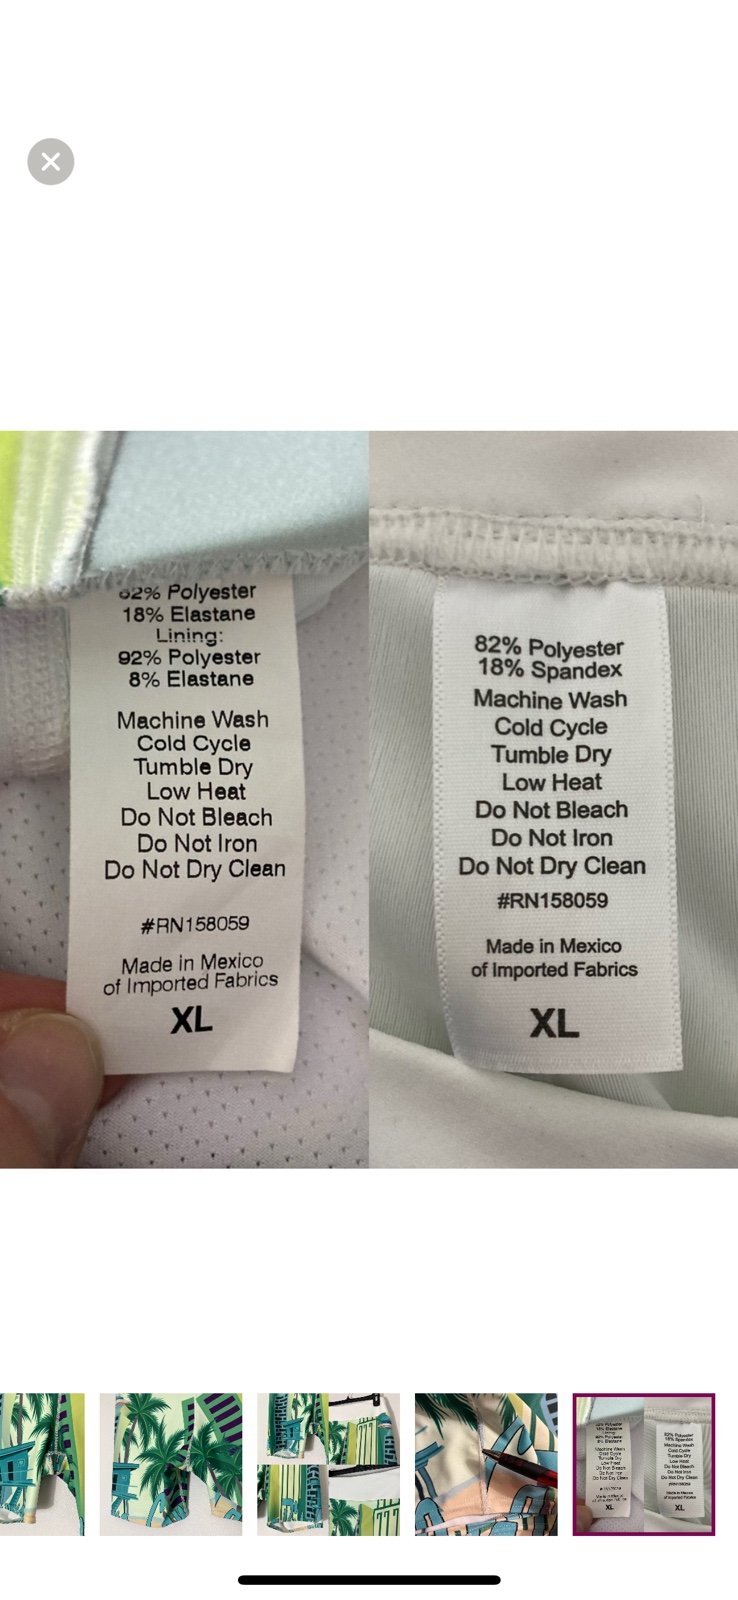 82% Polyester
18% Elastane
Lining:
92% Polyester
8% Elastane
Machine Wash
Cold Cycle
Tumble Dry
Low Heat
Do Not Bleach
Do Not Iron
Do Not Dry Clean
#RN158059
Made in Mexico
of Imported Fabrics
XL
82% Polyester
18% Spandex
Machine Wash
Cold Cycle
Tumble Dry
Low Heat
Do Not Bleach
Do Not Iron
Do Not Dry Clean
#RN158059
Made in Mexico
of Imported Fabrics
XL